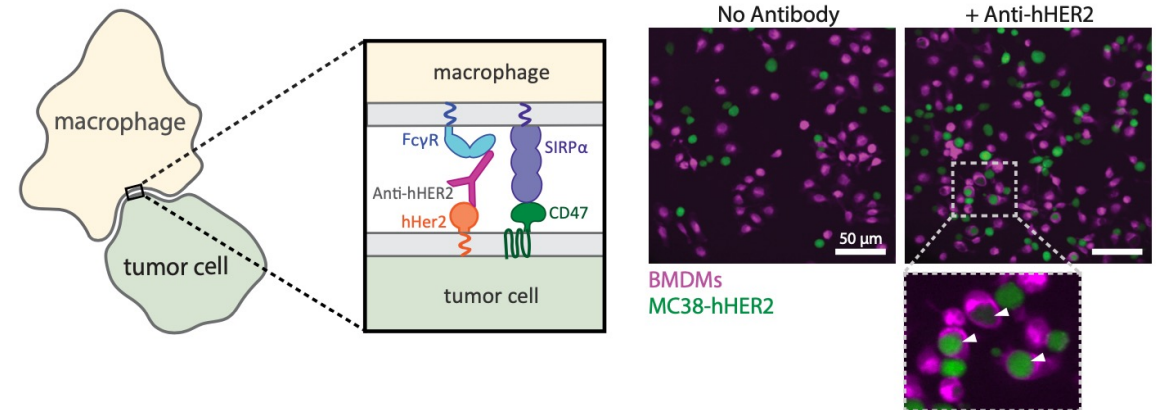 macrophage
tumor cell
macrophage
FcγR
SIRPα
Anti-hHER2
hHer2
CD47
tumor cell
No Antibody
+ Anti-hHER2
50 μm
BMDMs
MC38-hHER2